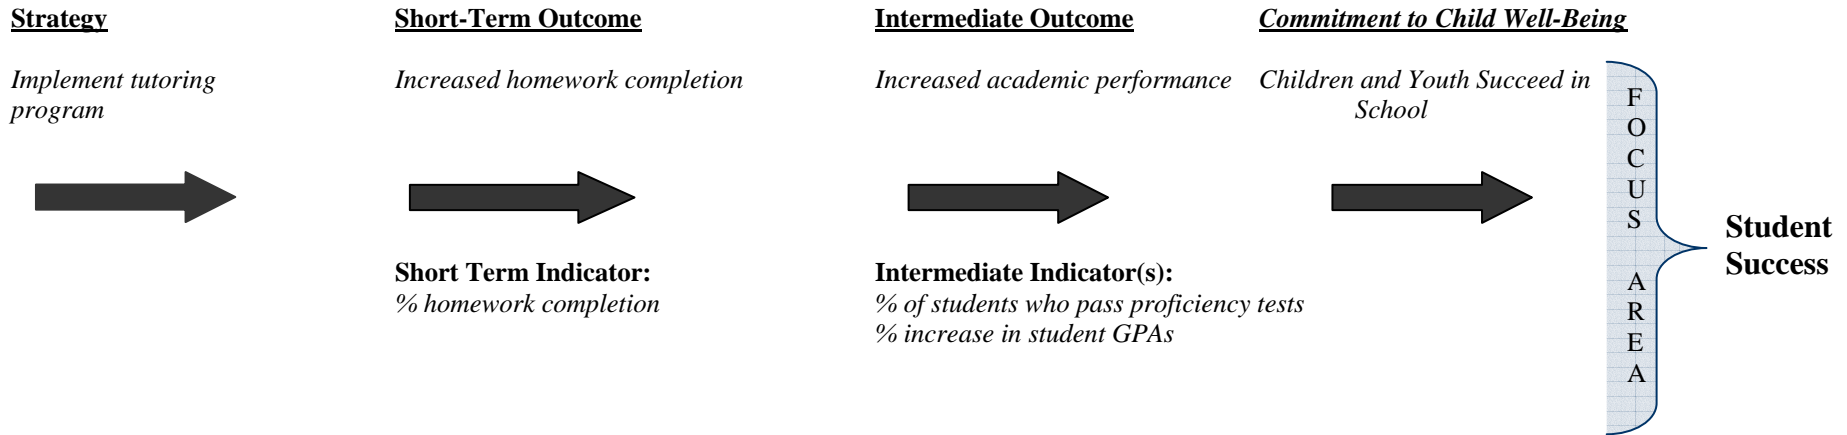 Strategy
Implement tutoring
program
Short-Term Outcome
Increased homework completion
Short Term Indicator:
% homework completion
Intermediate Outcome
Increased academic performance
Intermediate Indicator(s):
% of students who pass proficiency tests
% increase in student GPAs
Commitment to Child Well-Being
Children and Youth Succeed in
School
FOCUS AREA
Student
Success